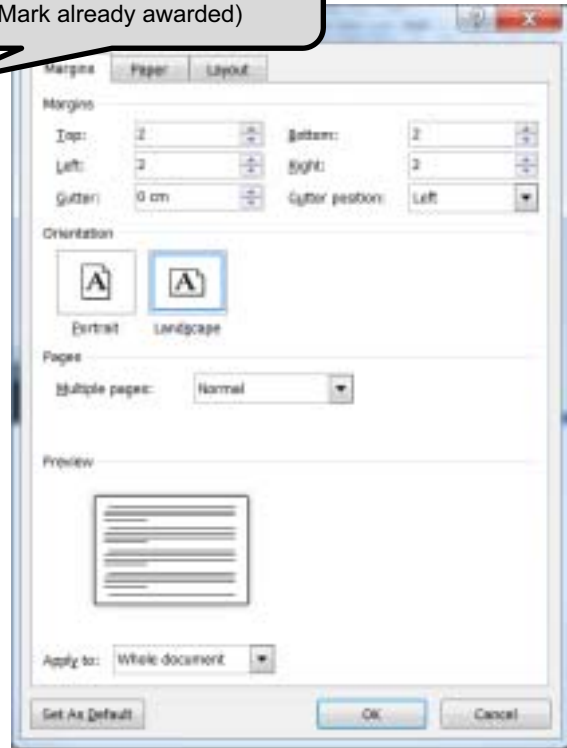 Mark already awarded)
Margins Paper Layout
Margins
Top: 2 Bottom: 2
Left: 2 Right: 2
Gutter: 0 cm Gutter position: Left
Orientation
A A
Portrait Landscape
Pages
Multiple pages: Normal
Preview
Apply to: Whole document
Set As Default OK Cancel